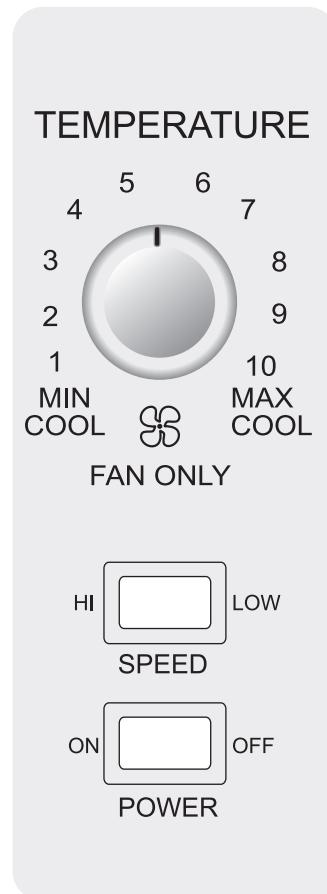 TEMPERATURE
5 6
4 7
3 8
2 9
1 10
MIN MAX
COOL COOL
FAN ONLY
HI LOW
SPEED
ON OFF
POWER